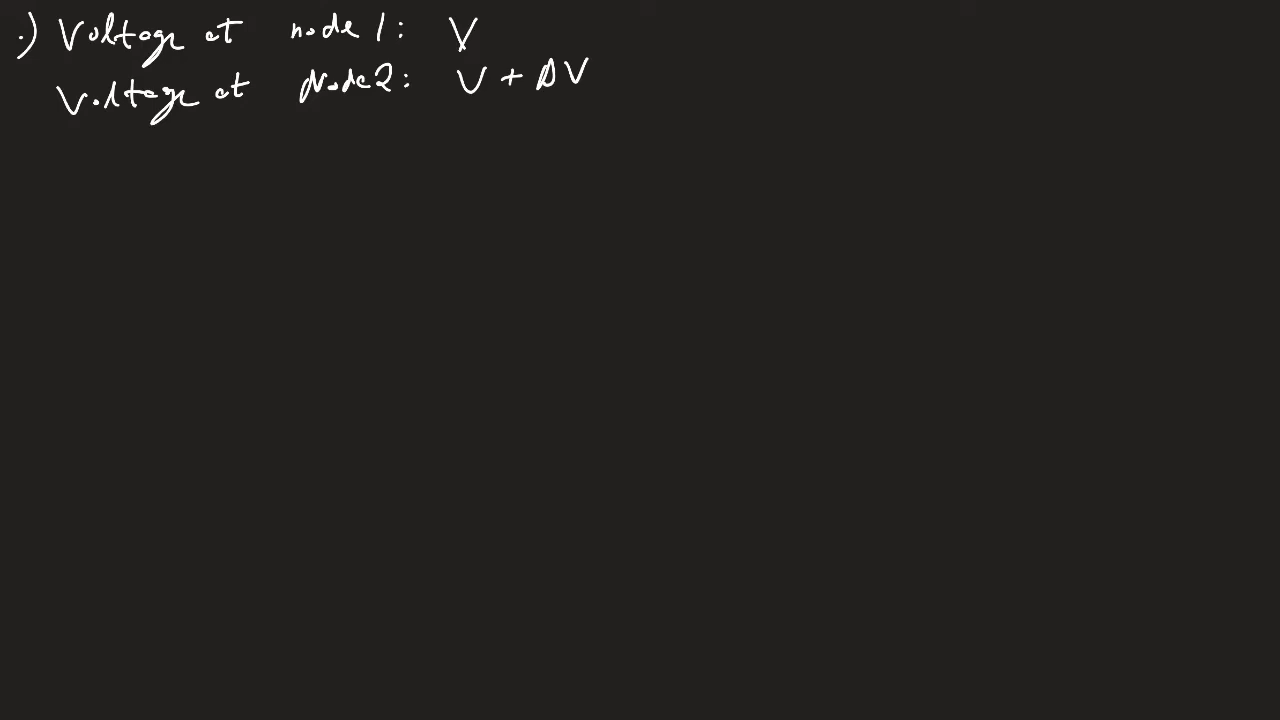 .) Voltage at node 1: V
Voltage at Node 2: V + ΔV